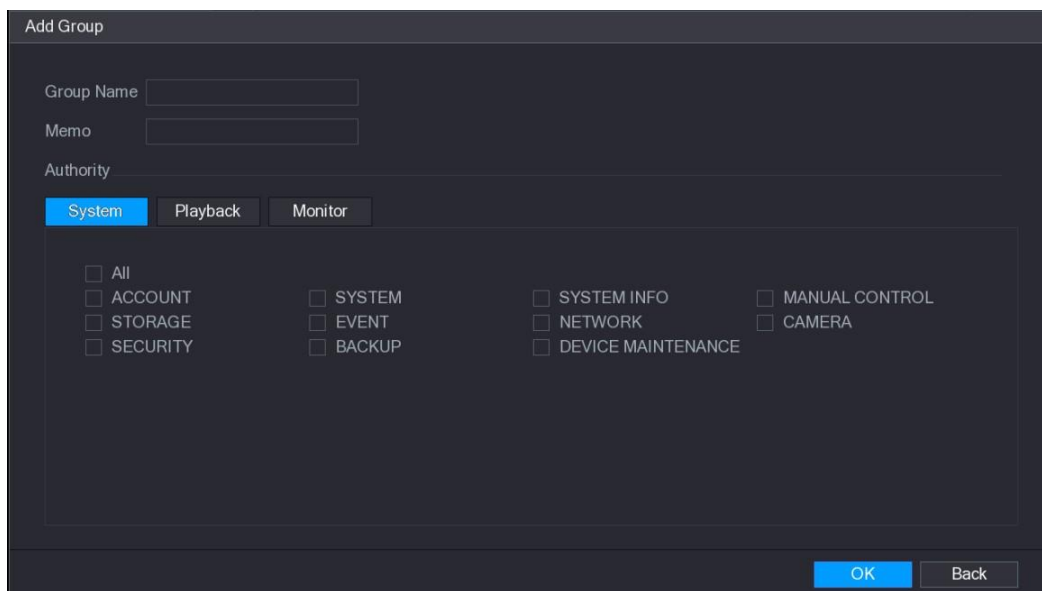 Add Group
Group Name
Memo
Authority
System Playback Monitor
All
ACCOUNT SYSTEM SYSTEM INFO MANUAL CONTROL
STORAGE EVENT NETWORK CAMERA
SECURITY BACKUP DEVICE MAINTENANCE
OK Back